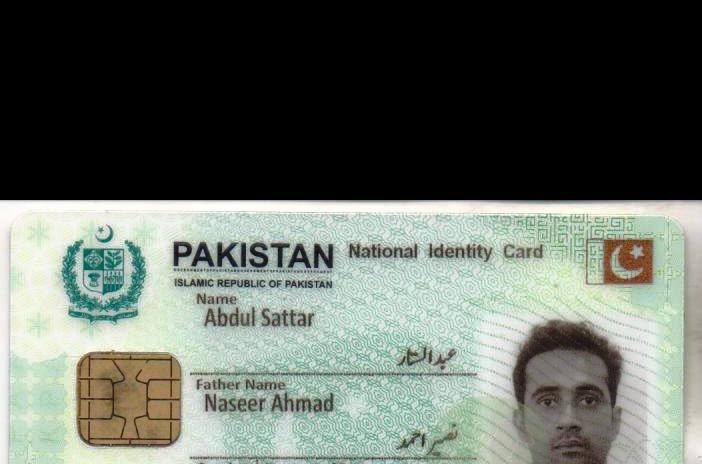 PAKISTAN National Identity Card
ISLAMIC REPUBLIC OF PAKISTAN
Name
Abdul Sattar
عبدالستار
Father Name
Naseer Ahmad
نصیر احمد